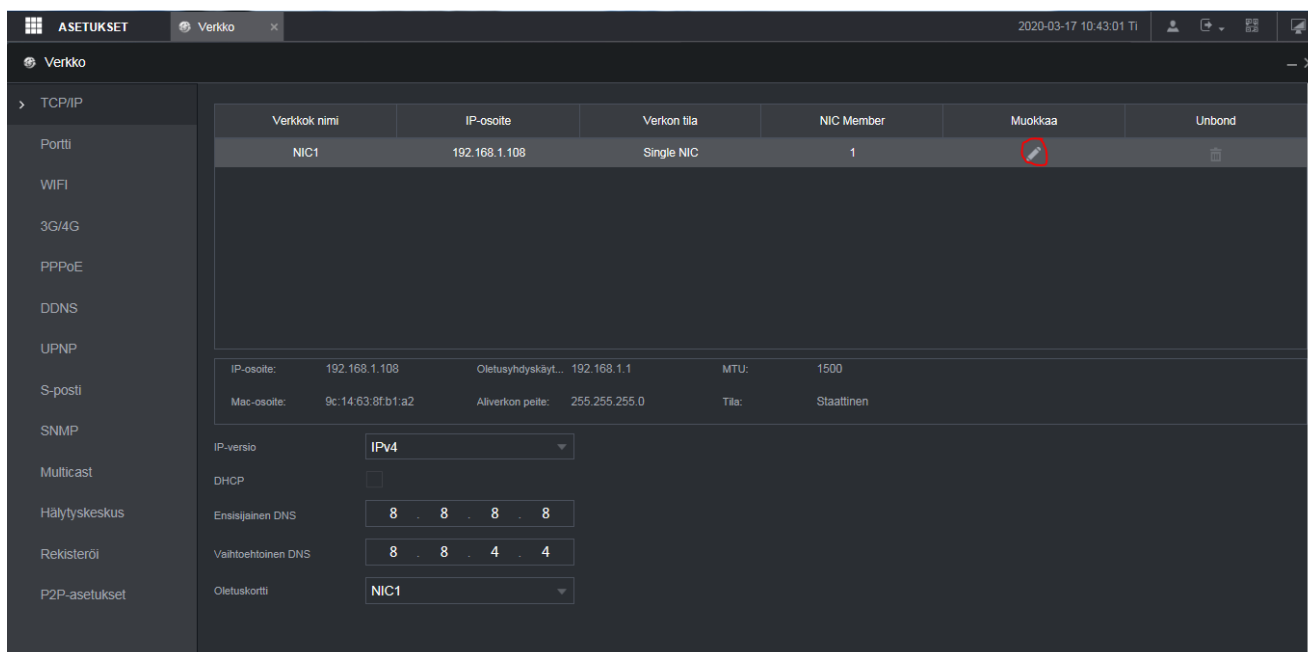 ASETUKSET Verkko × 2020-03-17 10:43:01 Ti
Verkko
TCP/IP
Portti
WIFI
3G/4G
PPPoE
DDNS
UPNP
S-posti
SNMP
Multicast
Hälytyskeskus
Rekisteröi
P2P-asetukset
Verkkok nimi IP-osoite Verkon tila NIC Member Muokkaa Unbond
NIC1 192.168.1.108 Single NIC 1
IP-osoite: 192.168.1.108 Oletusyhdyskäyt... 192.168.1.1 MTU: 1500
Mac-osoite: 9c:14:63:8f:b1:a2 Aliverkon peite: 255.255.255.0 Tila: Staattinen
IP-versio IPv4
DHCP
Ensisijainen DNS 8 . 8 . 8 . 8
Vaihtoehtoinen DNS 8 . 8 . 4 . 4
Oletuskortti NIC1